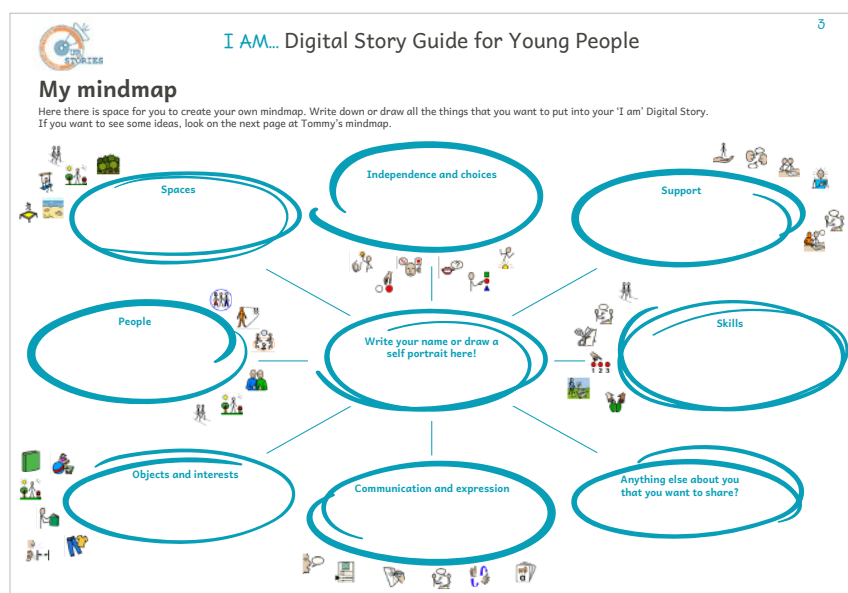 3
OUR
STORIES
I AM... Digital Story Guide for Young People
My mindmap
Here there is space for you to create your own mindmap. Write down or draw all the things that you want to put into your ‘I am’ Digital Story.
If you want to see some ideas, look on the next page at Tommy’s mindmap.
Spaces
Independence and choices
Support
People
Write your name or draw a
self portrait here!
Skills
1 2 3
Objects and interests
Communication and expression
Anything else about you
that you want to share?
a